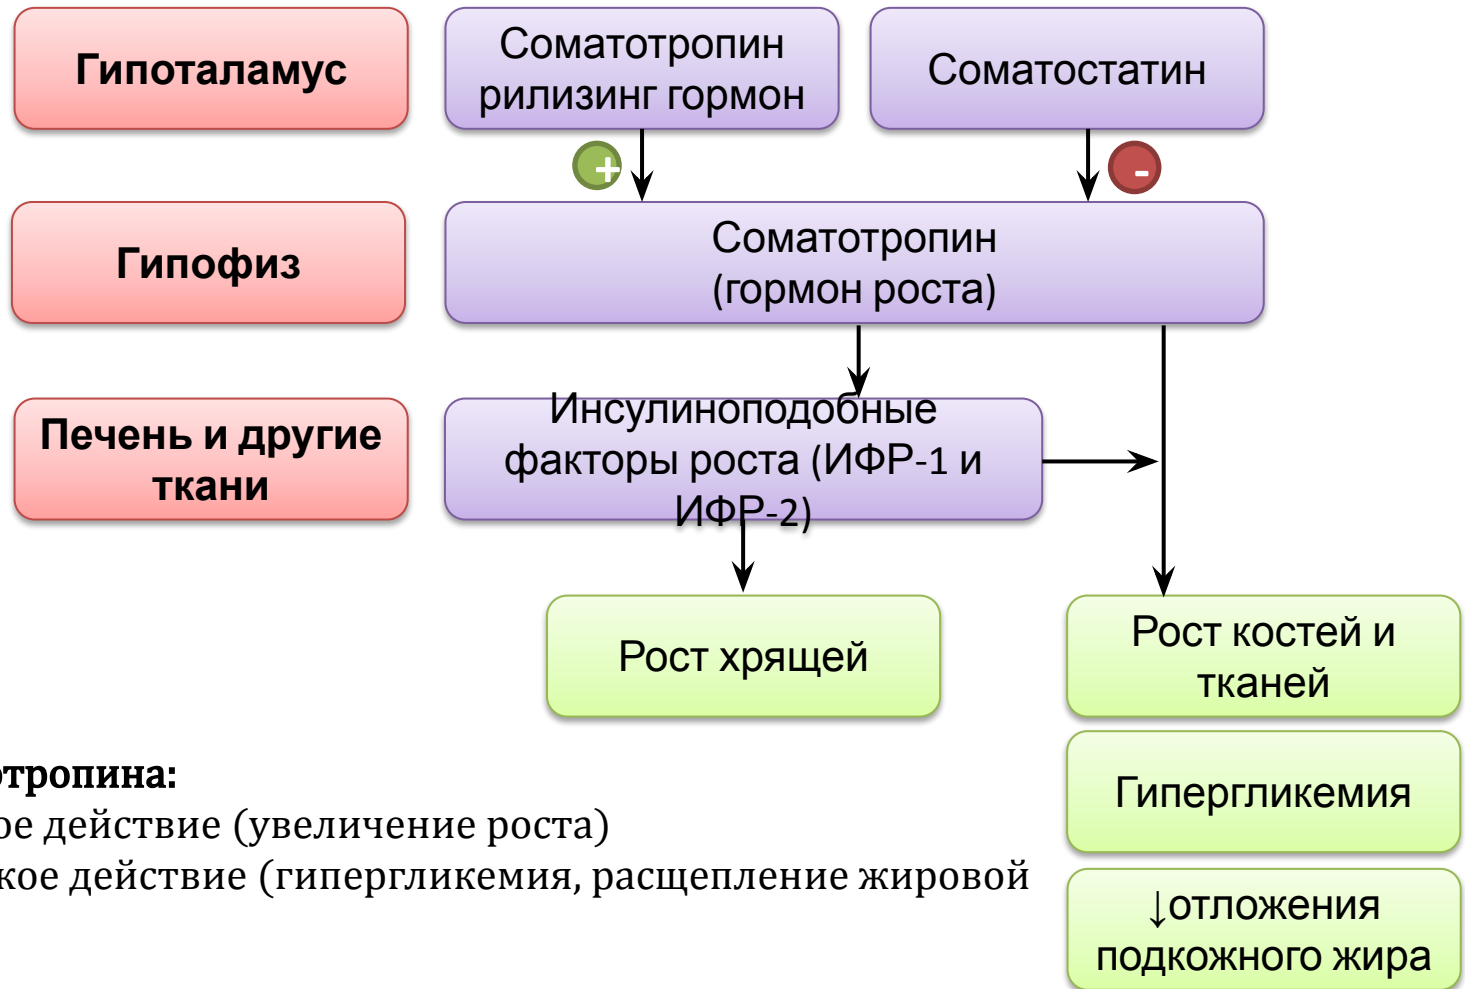 Гипоталамус
Соматотропин
рилизинг гормон
Соматостатин
+
-
Гипофиз
Соматотропин
(гормон роста)
Печень и другие
ткани
Инсулиноподобные
факторы роста (ИФР-1 и
ИФР-2)
Рост хрящей
Рост костей и
тканей
Гипергликемия
↓отложения
подкожного жира
отропина:
ое действие (увеличение роста)
кое действие (гипергликемия, расщепление жировой